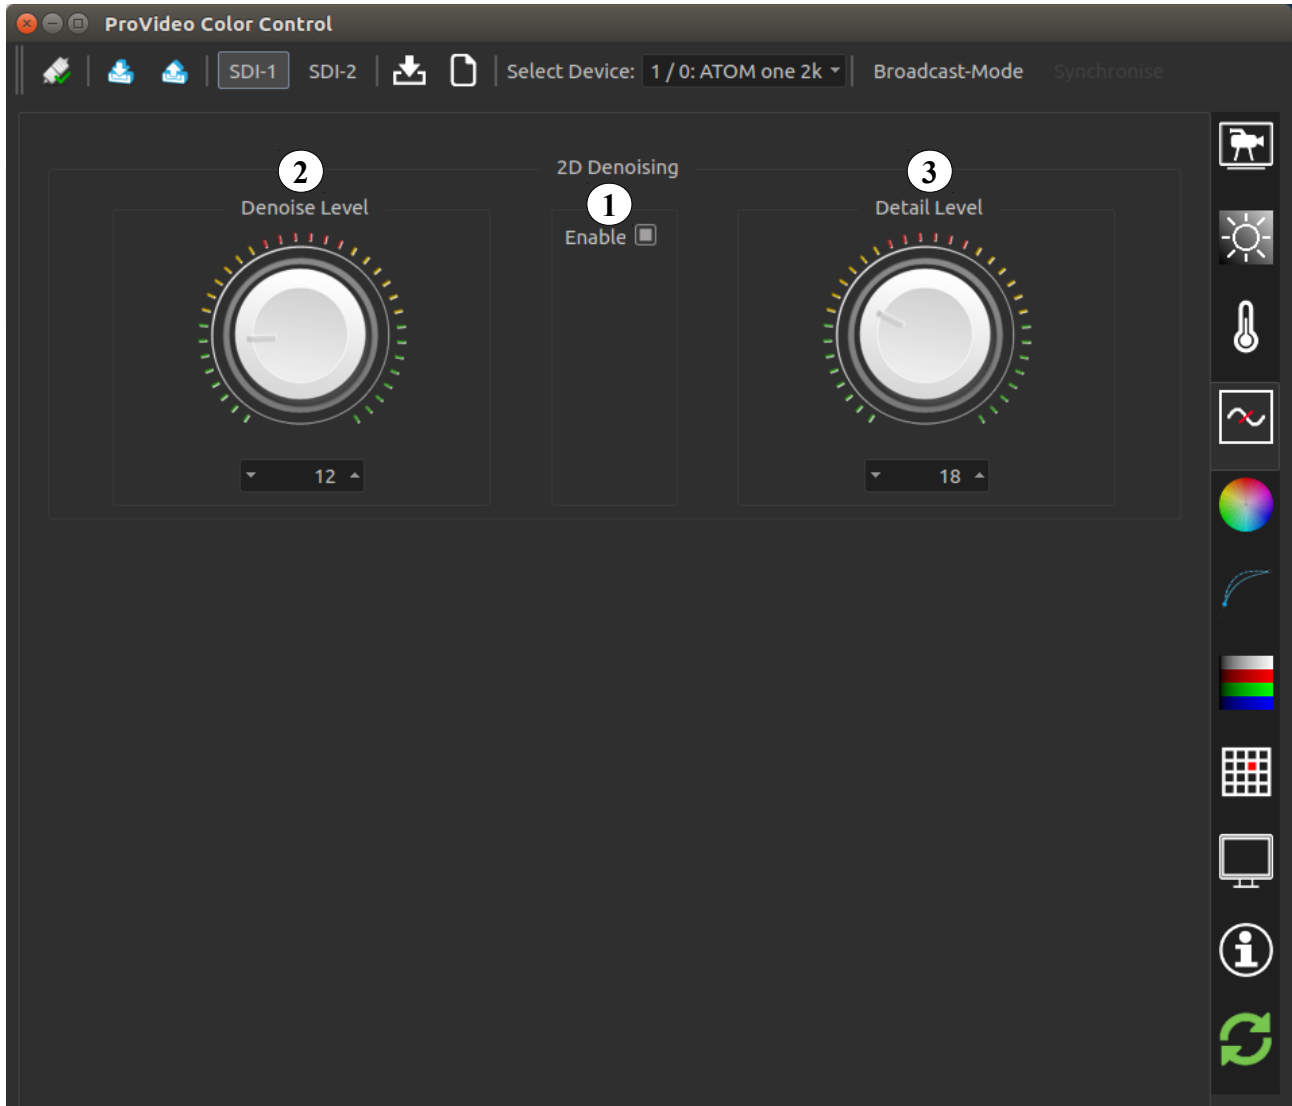 ProVideo Color Control
SDI-1 SDI-2 Select Device: 1 / 0: ATOM one 2k Broadcast-Mode Synchronise
2D Denoising
2 1 3
Denoise Level Enable Detail Level
12 18